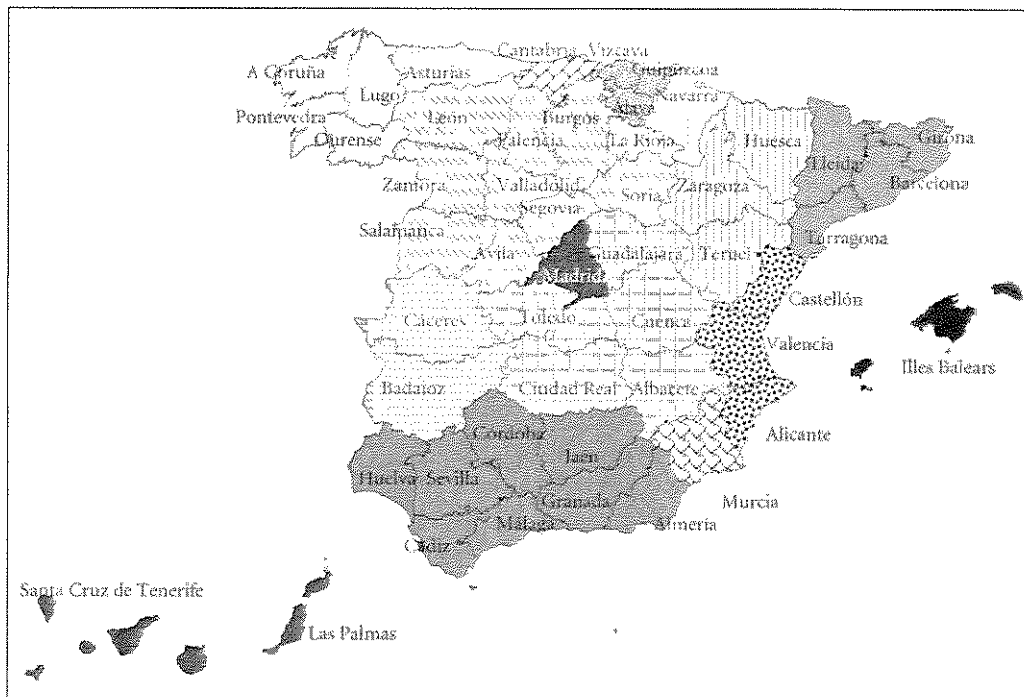 Cantabria Vizcaya
Guipúzcoa
A Coruña
Asturias
Lugo
Navarra
Álava
Pontevedra
León
Burgos
Ourense
Palencia
La Rioja
Huesca
Girona
Lleida
Barcelona
Zamora
Valladolid
Soria
Zaragoza
Segovia
Salamanca
Tarragona
Ávila
Guadalajara
Teruel
Madrid
Castellón
Cáceres
Toledo
Cuenca
Valencia
Illes Balears
Badajoz
Ciudad Real
Albacete
Alicante
Córdoba
Jaén
Huelva
Sevilla
Murcia
Granada
Málaga
Almería
Cádiz
Santa Cruz de Tenerife
Las Palmas